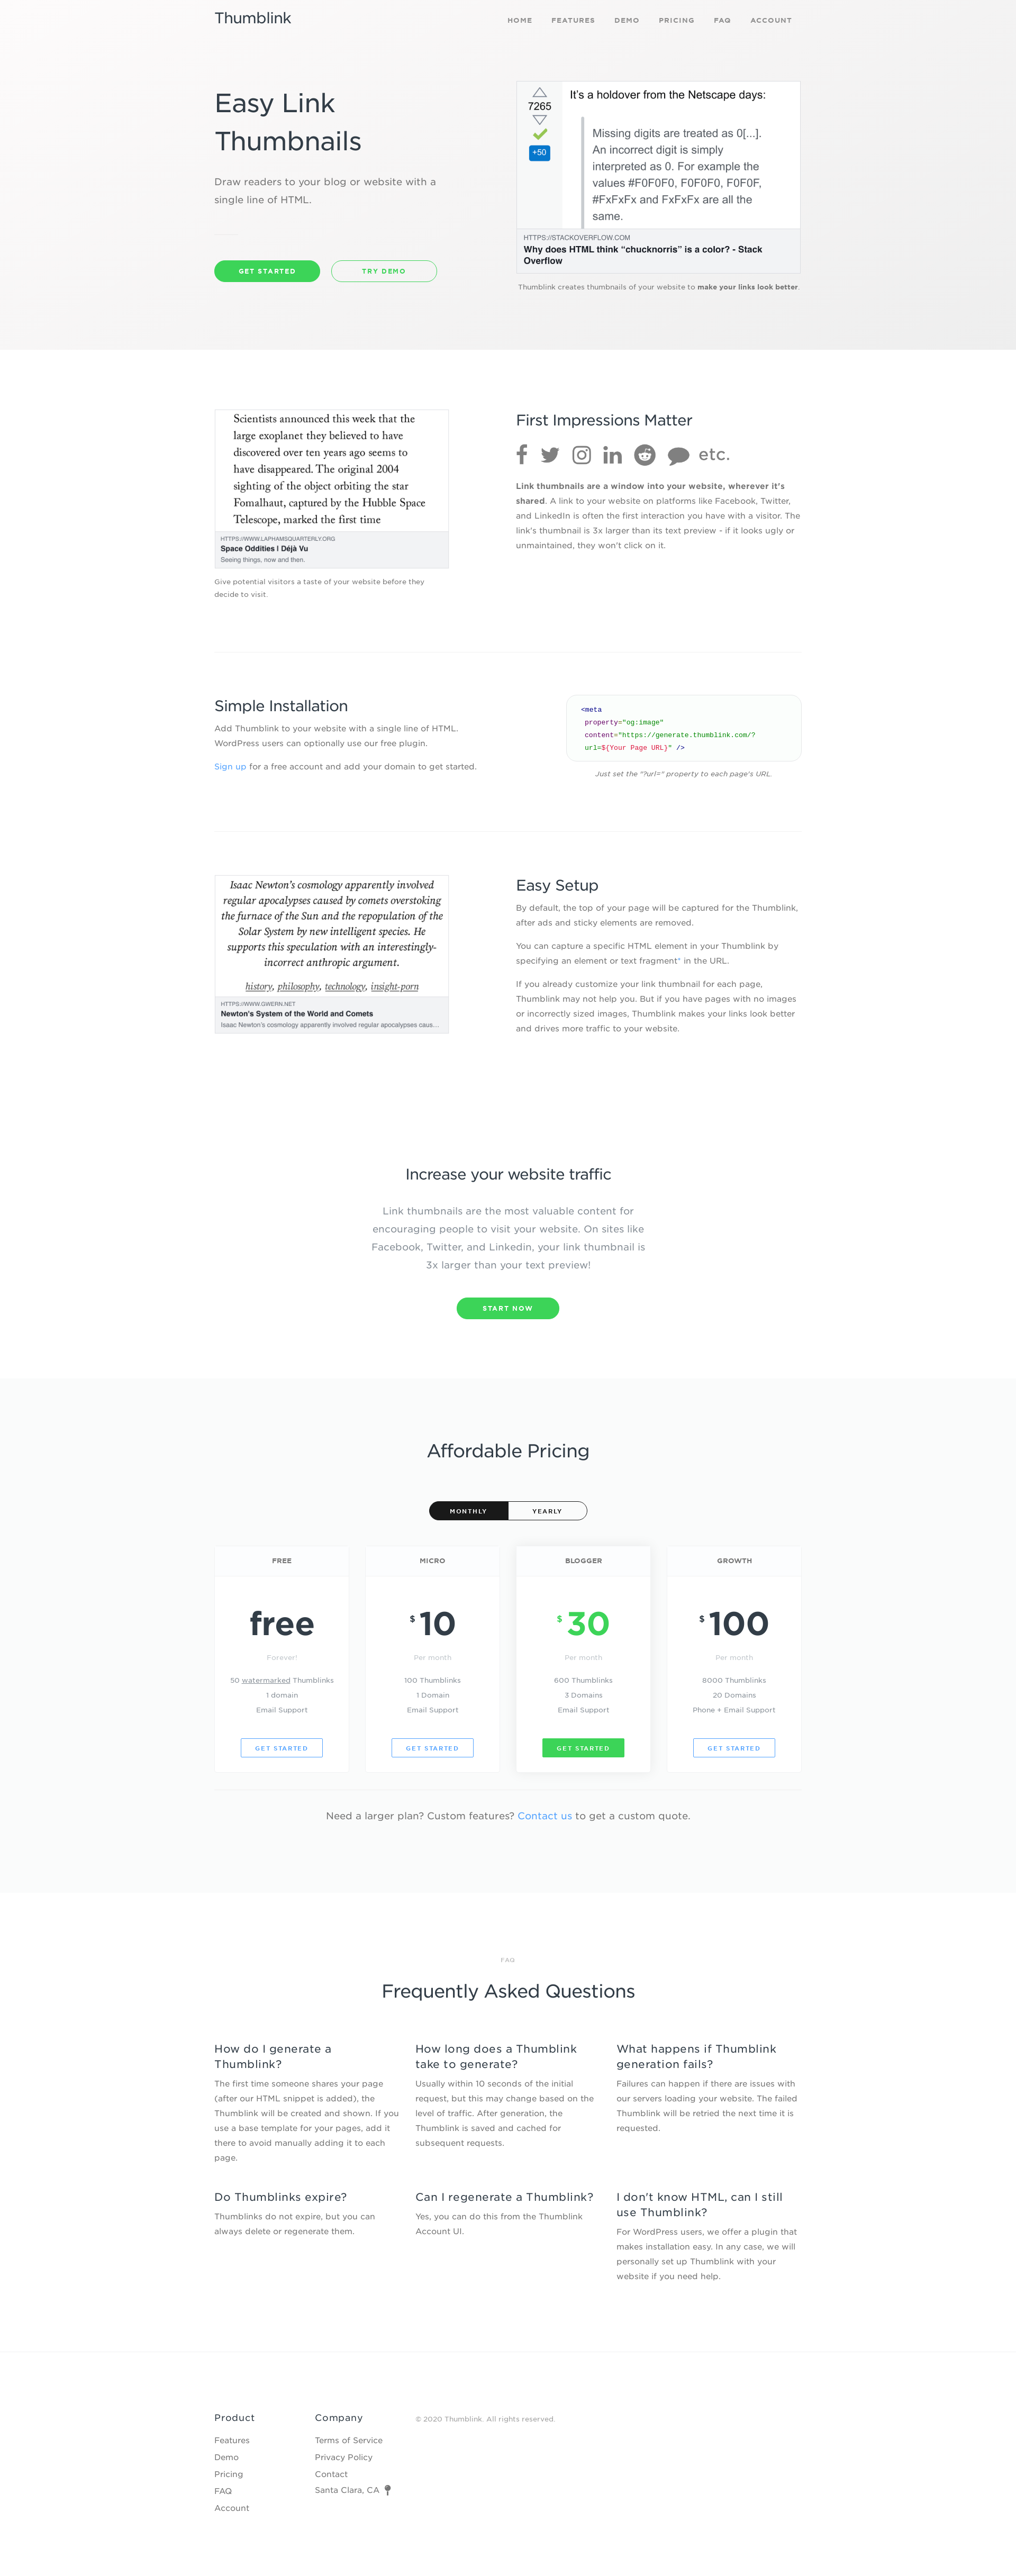 Thumblink
HOME FEATURES DEMO PRICING FAQ ACCOUNT
Easy Link
Thumbnails
Draw readers to your blog or website with a
single line of HTML.
GET STARTED
TRY DEMO
7265
+50
It's a holdover from the Netscape days:
Missing digits are treated as 0[...].
An incorrect digit is simply
interpreted as 0. For example the
values #F0F0F0, F0F0F0, F0F0F,
#FxFxFx and FxFxFx are all the
same.
HTTPS://STACKOVERFLOW.COM
Why does HTML think “chucknorris” is a color? - Stack
Overflow
Thumblink creates thumbnails of your website to make your links look better.
Scientists announced this week that the
large exoplanet they believed to have
discovered over ten years ago seems to
have disappeared. The original 2004
sighting of the object orbiting the star
Fomalhaut, captured by the Hubble Space
Telescope, marked the first time
HTTPS://WWW.LAPHAMSQUARTERLY.ORG
Space Oddities | Déjà Vu
Seeing things, now and then.
Give potential visitors a taste of your website before they
decide to visit.
First Impressions Matter
etc.
Link thumbnails are a window into your website, wherever it's
shared. A link to your website on platforms like Facebook, Twitter,
and LinkedIn is often the first interaction you have with a visitor. The
link's thumbnail is 3x larger than its text preview - if it looks ugly or
unmaintained, they won't click on it.
Simple Installation
Add Thumblink to your website with a single line of HTML.
WordPress users can optionally use our free plugin.
Sign up for a free account and add your domain to get started.
<meta
property="og:image"
content="https://generate.thumblink.com/?
url=${Your Page URL}" />
Just set the "?url=" property to each page's URL.
Isaac Newton's cosmology apparently involved
regular apocalypses caused by comets overstoking
the furnace of the Sun and the repopulation of the
Solar System by new intelligent species. He
supports this speculation with an interestingly-
incorrect anthropic argument.
history, philosophy, technology, insight-porn
HTTPS://WWW.GWERN.NET
Newton's System of the World and Comets
Isaac Newton's cosmology apparently involved regular apocalypses caus...
Easy Setup
By default, the top of your page will be captured for the Thumblink,
after ads and sticky elements are removed.
You can capture a specific HTML element in your Thumblink by
specifying an element or text fragment* in the URL.
If you already customize your link thumbnail for each page,
Thumblink may not help you. But if you have pages with no images
or incorrectly sized images, Thumblink makes your links look better
and drives more traffic to your website.
Increase your website traffic
Link thumbnails are the most valuable content for
encouraging people to visit your website. On sites like
Facebook, Twitter, and Linkedin, your link thumbnail is
3x larger than your text preview!
START NOW
Affordable Pricing
MONTHLY YEARLY
FREE
free
Forever!
50 watermarked Thumblinks
1 domain
Email Support
GET STARTED
MICRO
$ 10
Per month
100 Thumblinks
1 Domain
Email Support
GET STARTED
BLOGGER
$ 30
Per month
600 Thumblinks
3 Domains
Email Support
GET STARTED
GROWTH
$ 100
Per month
8000 Thumblinks
20 Domains
Phone + Email Support
GET STARTED
Need a larger plan? Custom features? Contact us to get a custom quote.
FAQ
Frequently Asked Questions
How do I generate a
Thumblink?
The first time someone shares your page
(after our HTML snippet is added), the
Thumblink will be created and shown. If you
use a base template for your pages, add it
there to avoid manually adding it to each
page.
How long does a Thumblink
take to generate?
Usually within 10 seconds of the initial
request, but this may change based on the
level of traffic. After generation, the
Thumblink is saved and cached for
subsequent requests.
What happens if Thumblink
generation fails?
Failures can happen if there are issues with
our servers loading your website. The failed
Thumblink will be retried the next time it is
requested.
Do Thumblinks expire?
Thumblinks do not expire, but you can
always delete or regenerate them.
Can I regenerate a Thumblink?
Yes, you can do this from the Thumblink
Account UI.
I don't know HTML, can I still
use Thumblink?
For WordPress users, we offer a plugin that
makes installation easy. In any case, we will
personally set up Thumblink with your
website if you need help.
Product
Features
Demo
Pricing
FAQ
Account
Company
Terms of Service
Privacy Policy
Contact
Santa Clara, CA
© 2020 Thumblink. All rights reserved.